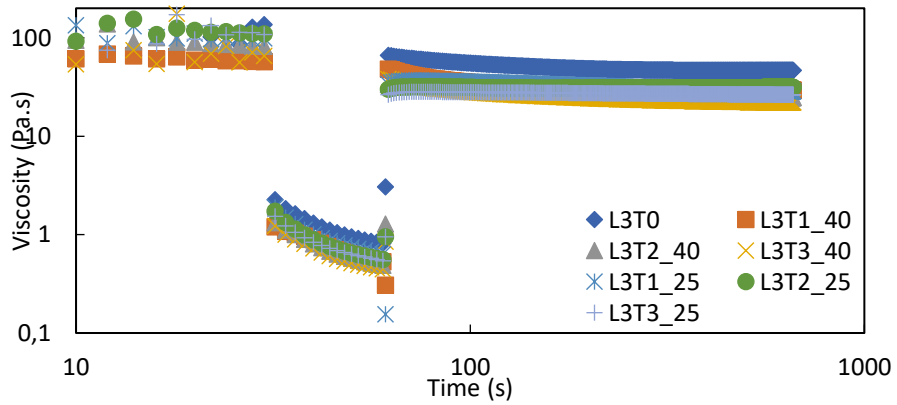 Viscosity (Pa.s)
100
10
1
0,1
10
100
1000
Time (s)
L3T0
L3T1_40
L3T2_40
L3T3_40
L3T1_25
L3T2_25
L3T3_25